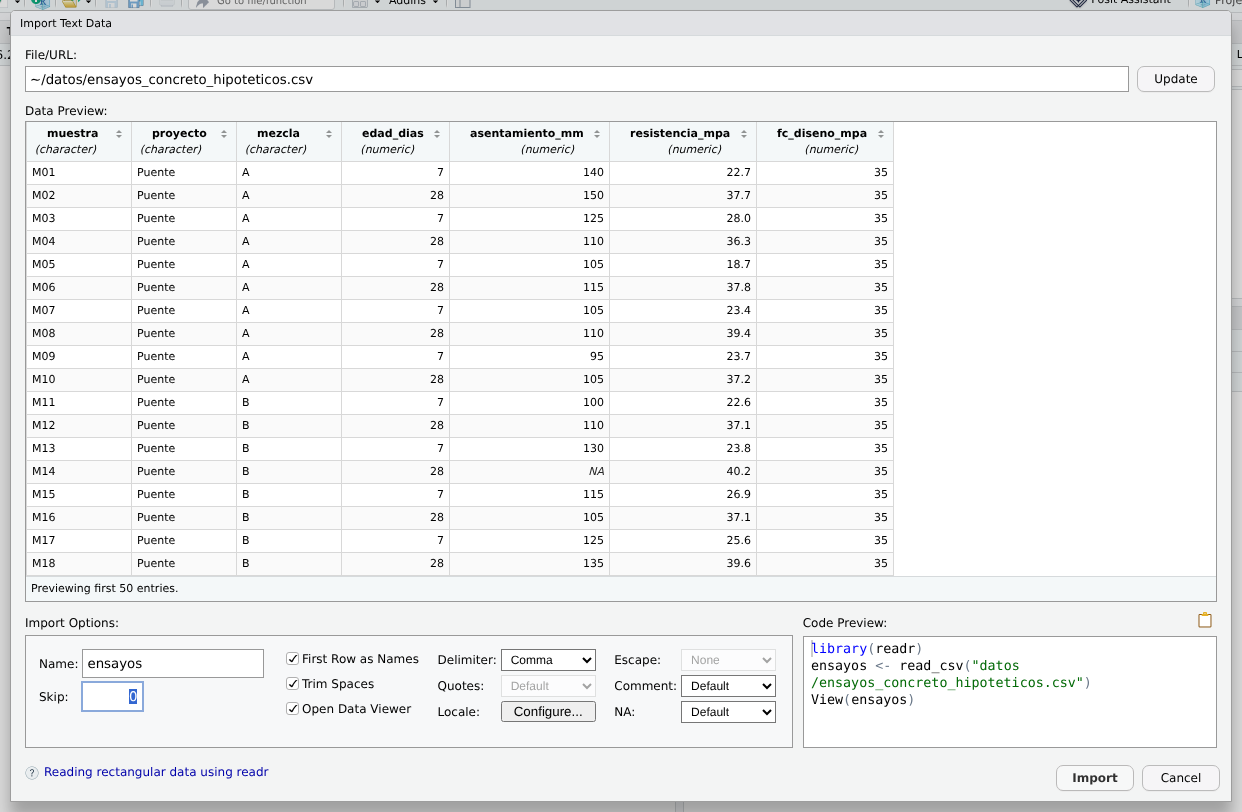 Go to file/function
Addins
Posit Assistant
Import Text Data
File/URL:
~/datos/ensayos_concreto_hipoteticos.csv
Update
Data Preview:
muestra proyecto mezcla edad_dias asentamiento_mm resistencia_mpa fc_diseno_mpa
(character) (character) (character) (numeric) (numeric) (numeric) (numeric)
M01 Puente A 7 140 22.7 35
M02 Puente A 28 150 37.7 35
M03 Puente A 7 125 28.0 35
M04 Puente A 28 110 36.3 35
M05 Puente A 7 105 18.7 35
M06 Puente A 28 115 37.8 35
M07 Puente A 7 105 23.4 35
M08 Puente A 28 110 39.4 35
M09 Puente A 7 95 23.7 35
M10 Puente A 28 105 37.2 35
M11 Puente B 7 100 22.6 35
M12 Puente B 28 110 37.1 35
M13 Puente B 7 130 23.8 35
M14 Puente B 28 NA 40.2 35
M15 Puente B 7 115 26.9 35
M16 Puente B 28 105 37.1 35
M17 Puente B 7 125 25.6 35
M18 Puente B 28 135 39.6 35
Previewing first 50 entries.
Import Options:
Name: ensayos
Skip: 0
First Row as Names
Trim Spaces
Open Data Viewer
Delimiter: Comma
Quotes: Default
Locale: Configure...
Escape: None
Comment: Default
NA: Default
Code Preview:
library(readr)
ensayos <- read_csv("datos
/ensayos_concreto_hipoteticos.csv")
View(ensayos)
? Reading rectangular data using readr
Import
Cancel